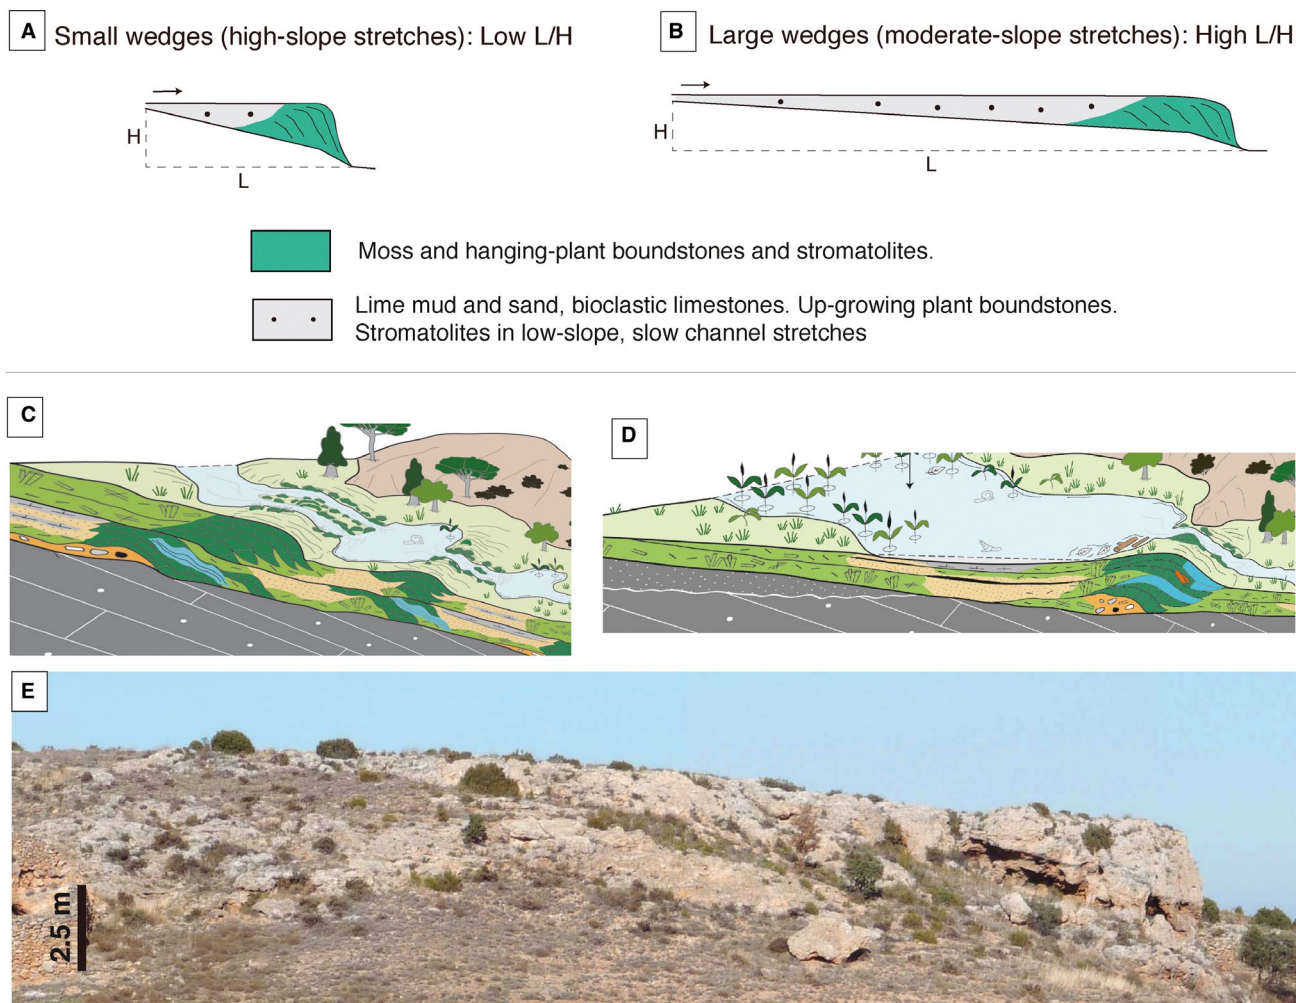 A
Small wedges (high-slope stretches): Low L/H
B
Large wedges (moderate-slope stretches): High L/H
H
L
H
L
Moss and hanging-plant boundstones and stromatolites.
Lime mud and sand, bioclastic limestones. Up-growing plant boundstones.
Stromatolites in low-slope, slow channel stretches
C
D
E
2.5 m